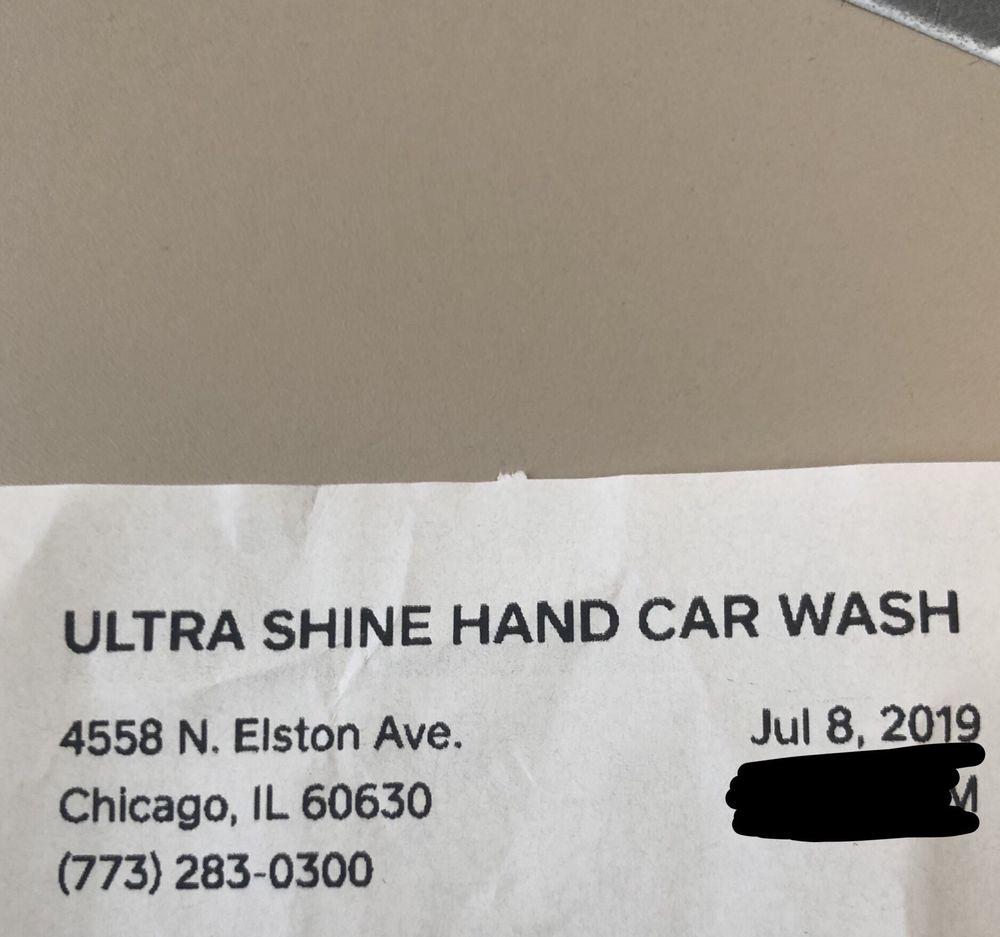 ULTRA SHINE HAND CAR WASH
4558 N. Elston Ave.
Jul 8, 2019
Chicago, IL 60630
M
(773) 283-0300